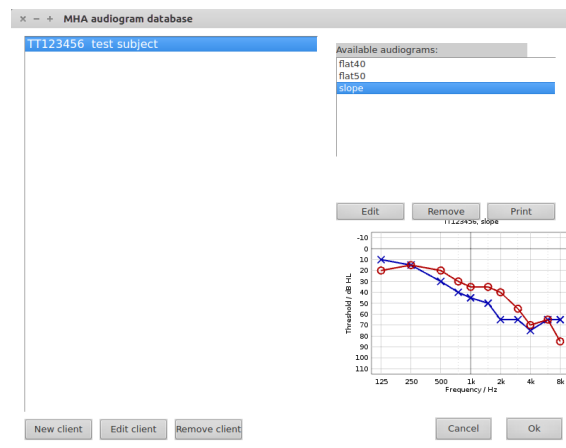 MHA audiogram database
TT123456 test subject
Available audiograms:
flat40
flat50
slope
Edit
Remove
Print
TT123456, slope
-10
0
10
20
30
40
50
60
70
80
90
100
110
Threshold / dB HL
125 250 500 1k 2k 4k 8k
Frequency / Hz
New client
Edit client
Remove client
Cancel
Ok